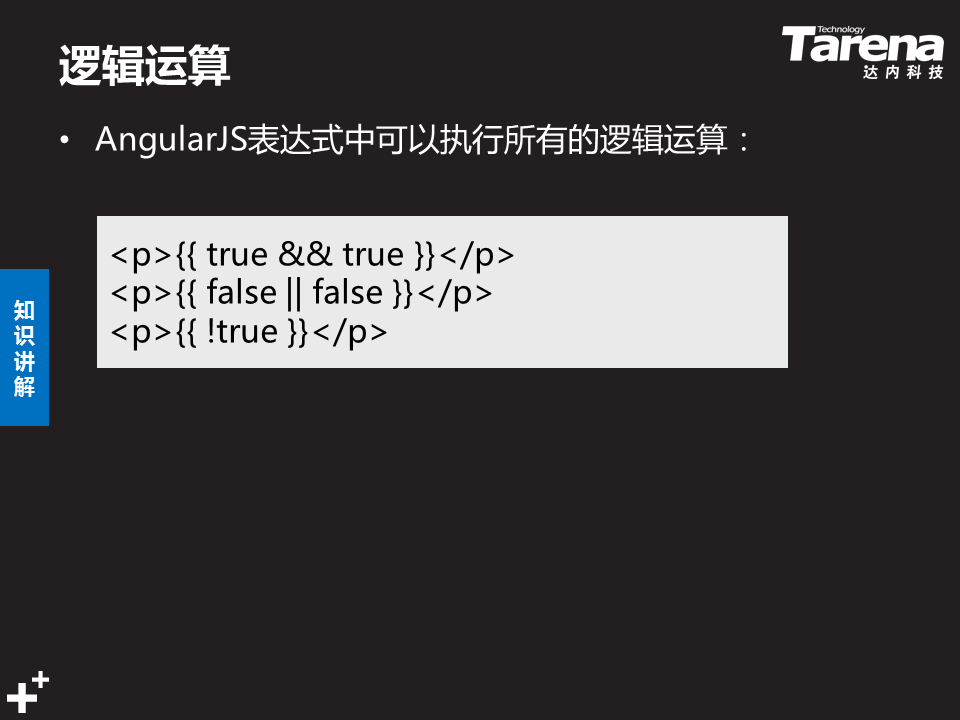 逻辑运算
Technology
Tarena
达内科技
• AngularJS表达式中可以执行所有的逻辑运算：
<p>{{ true && true }}</p>
<p>{{ false || false }}</p>
<p>{{ !true }}</p>
知
识
讲
解